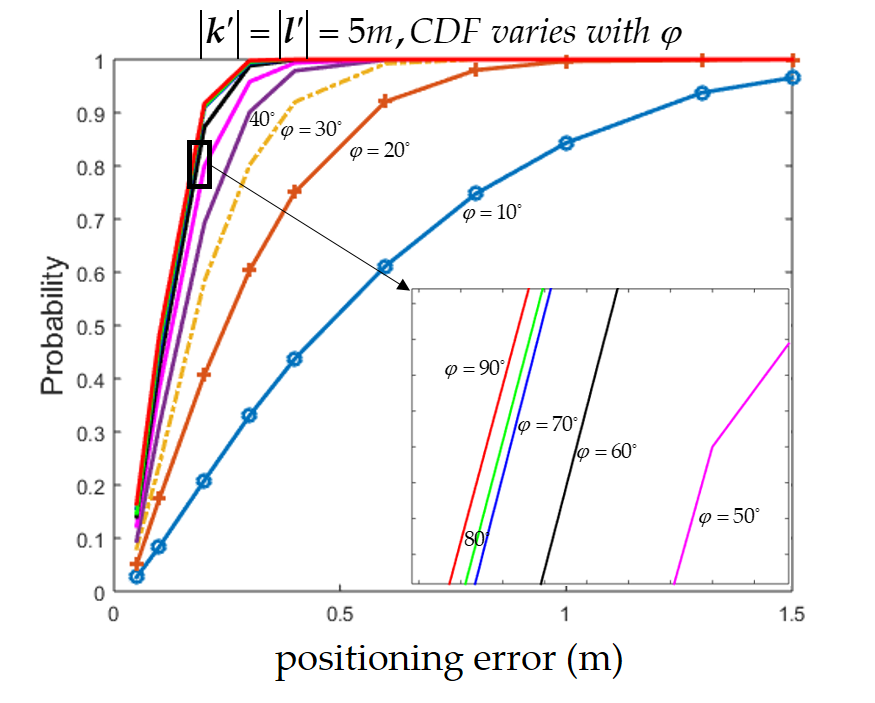 |k′| = |l′| = 5m, CDF varies with φ
1
0.9
0.8
0.7
0.6
0.5
0.4
0.3
0.2
0.1
0
Probability
40°
φ = 30°
φ = 20°
φ = 10°
φ = 90°
φ = 70°
φ = 60°
φ = 50°
80°
0
0.5
1
1.5
positioning error (m)